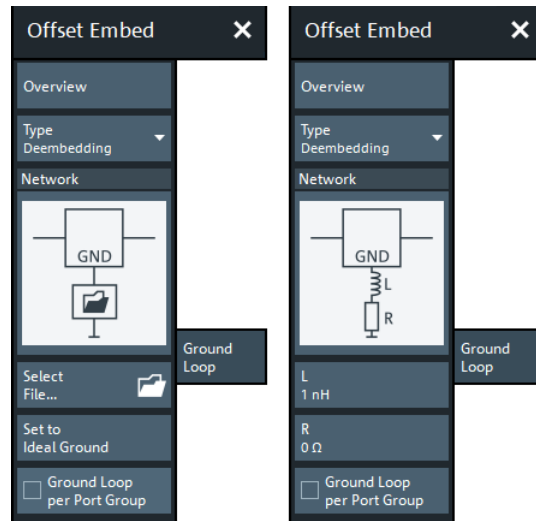 Offset Embed
Overview
Type
Deembedding
Network
GND
Ground
Loop
Select
File...
Set to
Ideal Ground
Ground Loop
per Port Group
Offset Embed
Overview
Type
Deembedding
Network
GND
L
R
Ground
Loop
L
1 nH
R
0 Ω
Ground Loop
per Port Group